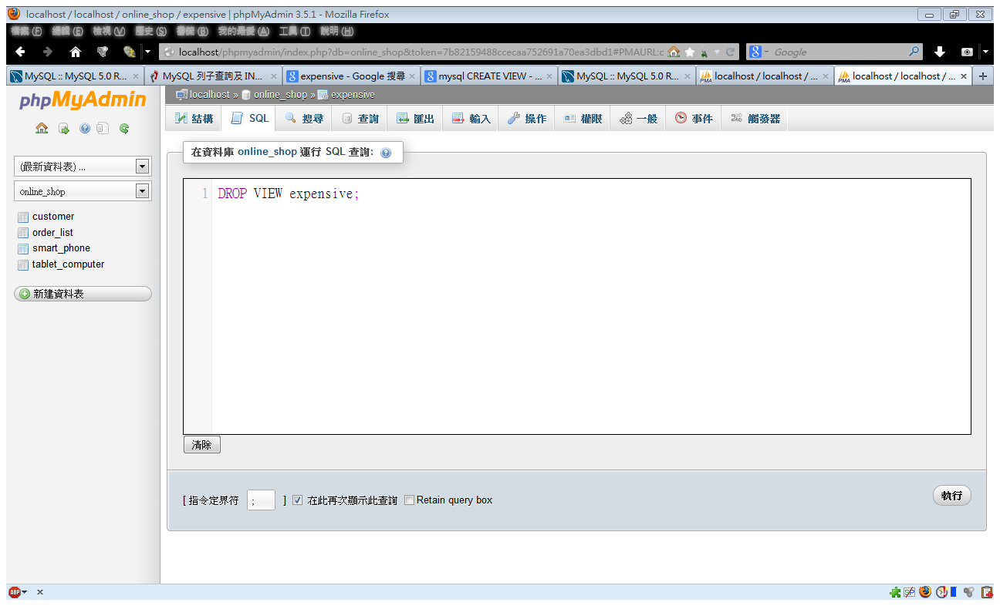 localhost / localhost / online_shop / expensive | phpMyAdmin 3.5.1 - Mozilla Firefox
檔案 (F) 編輯 (E) 檢視 (V) 歷史 (S) 書籤 (B) 我的最愛 (A) 工具 (T) 說明 (H)
localhost/phpmyadmin/index.php?db=online_shop&token=7b82159488ccecaa752691a70ea3dbd1#PMAURL:c Google
MySQL :: MySQL 5.0 R... MySQL 列子查詢及 IN... expensive - Google 搜尋 mysql CREATE VIEW - ... MySQL :: MySQL 5.0 R... localhost / localhost / ... localhost / localhost / ...
phpMyAdmin
localhost » online_shop » expensive
結構 SQL 搜尋 查詢 匯出 輸入 操作 權限 一般 事件 觸發器
在資料庫 online_shop 運行 SQL 查詢:
(最新資料表) ...
online_shop
customer
order_list
smart_phone
tablet_computer
新建資料表
1 DROP VIEW expensive;
清除
[ 指令定界符 ; ] 在此再次顯示此查詢 Retain query box
執行
ABP